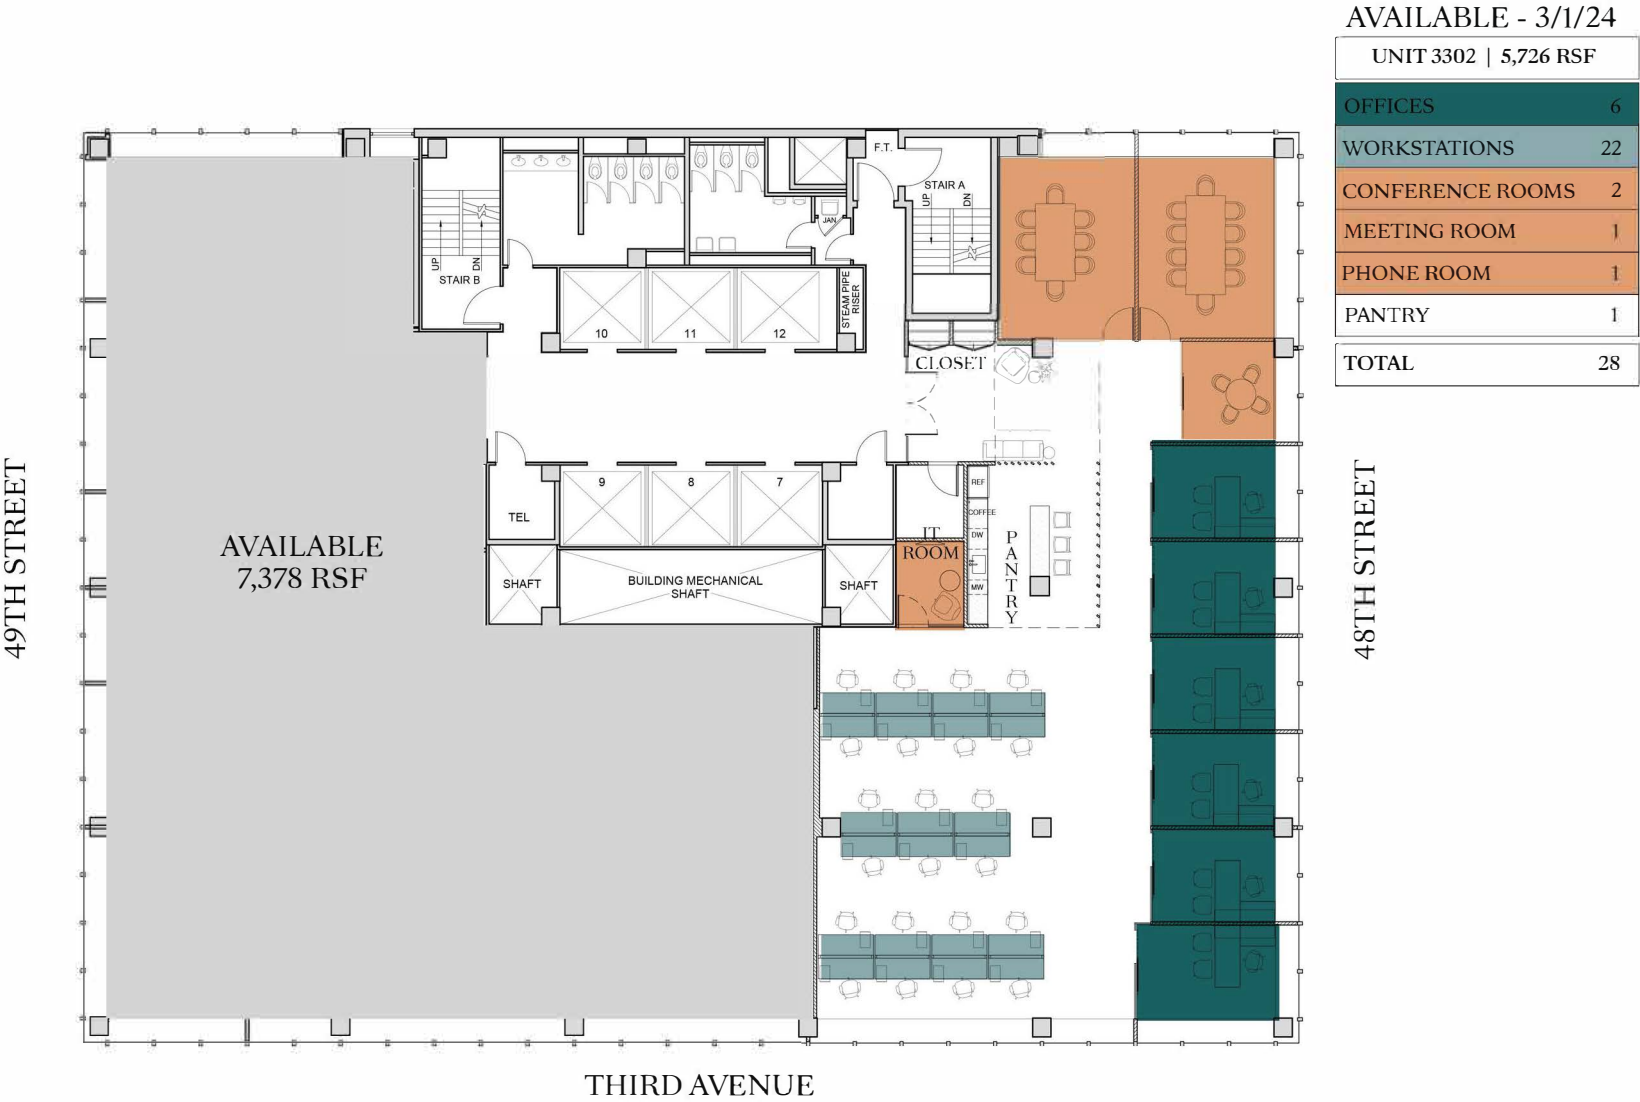 AVAILABLE - 3/1/24
UNIT 3302 | 5,726 RSF
OFFICES 6
WORKSTATIONS 22
CONFERENCE ROOMS 2
MEETING ROOM 1
PHONE ROOM 1
PANTRY 1
TOTAL 28
F.T.
STAIR A
UP
DN
JAN
UP
DN
STAIR B
STEAM PIPE
RISER
10
11
12
CLOSET
9
8
7
REF
COFFEE
DW
MW
TEL
IT
ROOM
PANTRY
SHAFT
BUILDING MECHANICAL
SHAFT
SHAFT
AVAILABLE
7,378 RSF
49TH STREET
48TH STREET
THIRD AVENUE